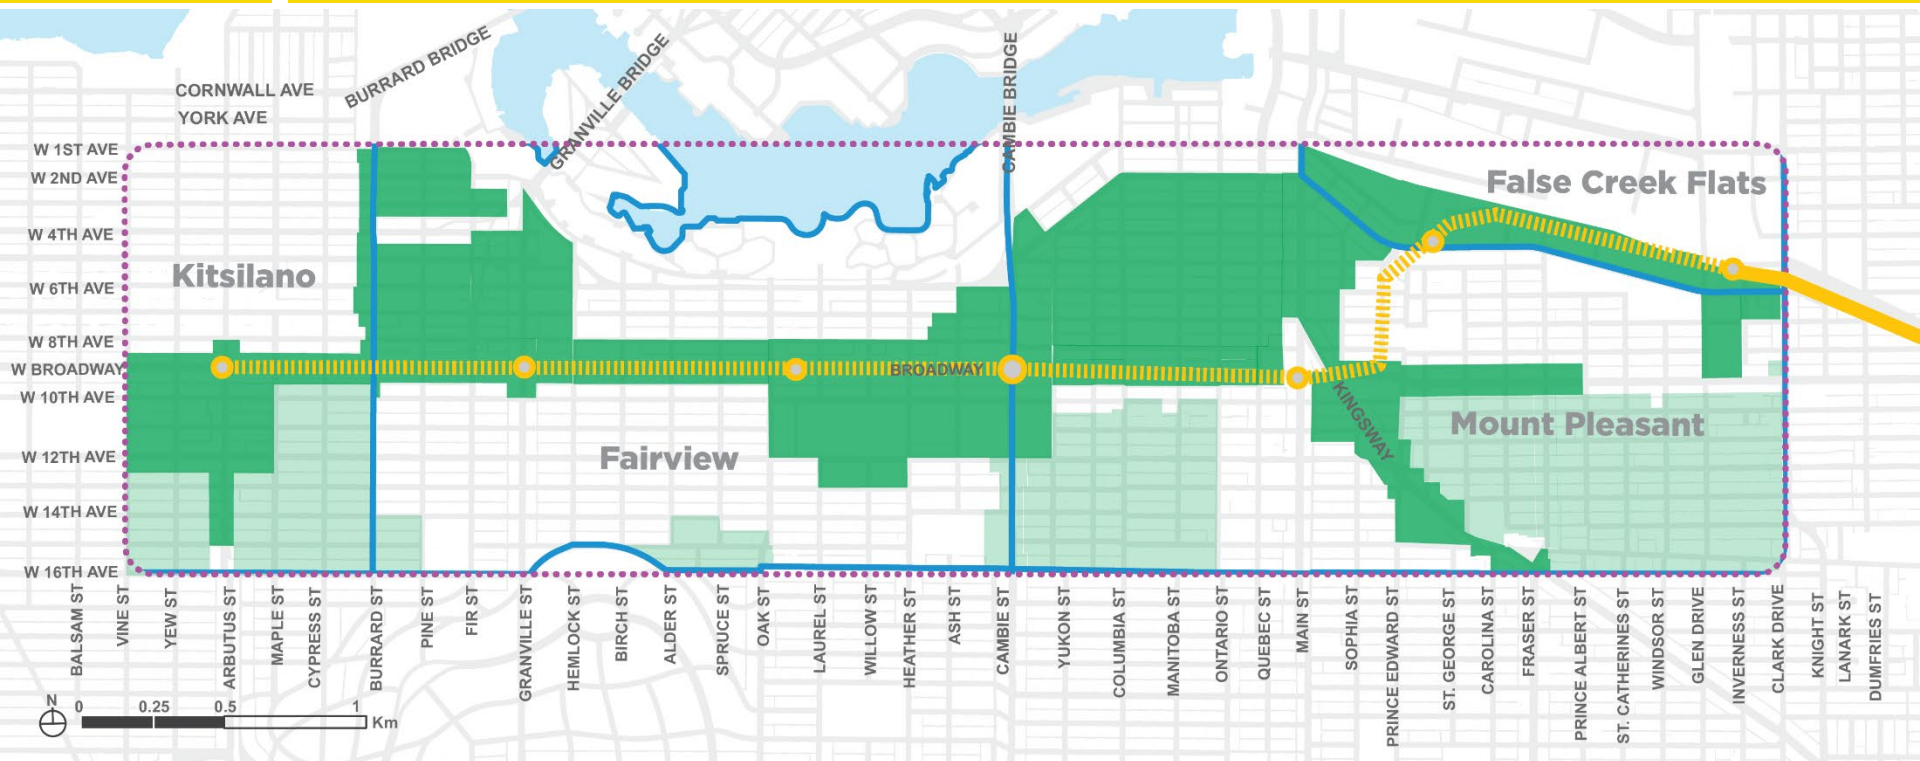 CORNWALL AVE
YORK AVE
BURRARD BRIDGE
GRANVILLE BRIDGE
CAMBIE BRIDGE
W 1ST AVE
W 2ND AVE
W 4TH AVE
W 6TH AVE
W 8TH AVE
W BROADWAY
W 10TH AVE
W 12TH AVE
W 14TH AVE
W 16TH AVE
False Creek Flats
Kitsilano
BROADWAY
KINGSWAY
Mount Pleasant
Fairview
BALSAM ST
VINE ST
YEW ST
ARBUTUS ST
MAPLE ST
CYPRESS ST
BURRARD ST
PINE ST
FIR ST
GRANVILLE ST
HEMLOCK ST
BIRCH ST
ALDER ST
SPRUCE ST
OAK ST
LAUREL ST
WILLOW ST
HEATHER ST
ASH ST
CAMBIE ST
YUKON ST
COLUMBIA ST
MANITOBA ST
ONTARIO ST
QUEBEC ST
MAIN ST
SOPHIA ST
PRINCE EDWARD ST
ST. GEORGE ST
CAROLINA ST
FRASER ST
PRINCE ALBERT ST
ST. CATHERINES ST
WINDSOR ST
GLEN DRIVE
INVERNESS ST
CLARK DRIVE
KNIGHT ST
LANARK ST
DUMFRIES ST
N
0 0.25 0.5 1
Km